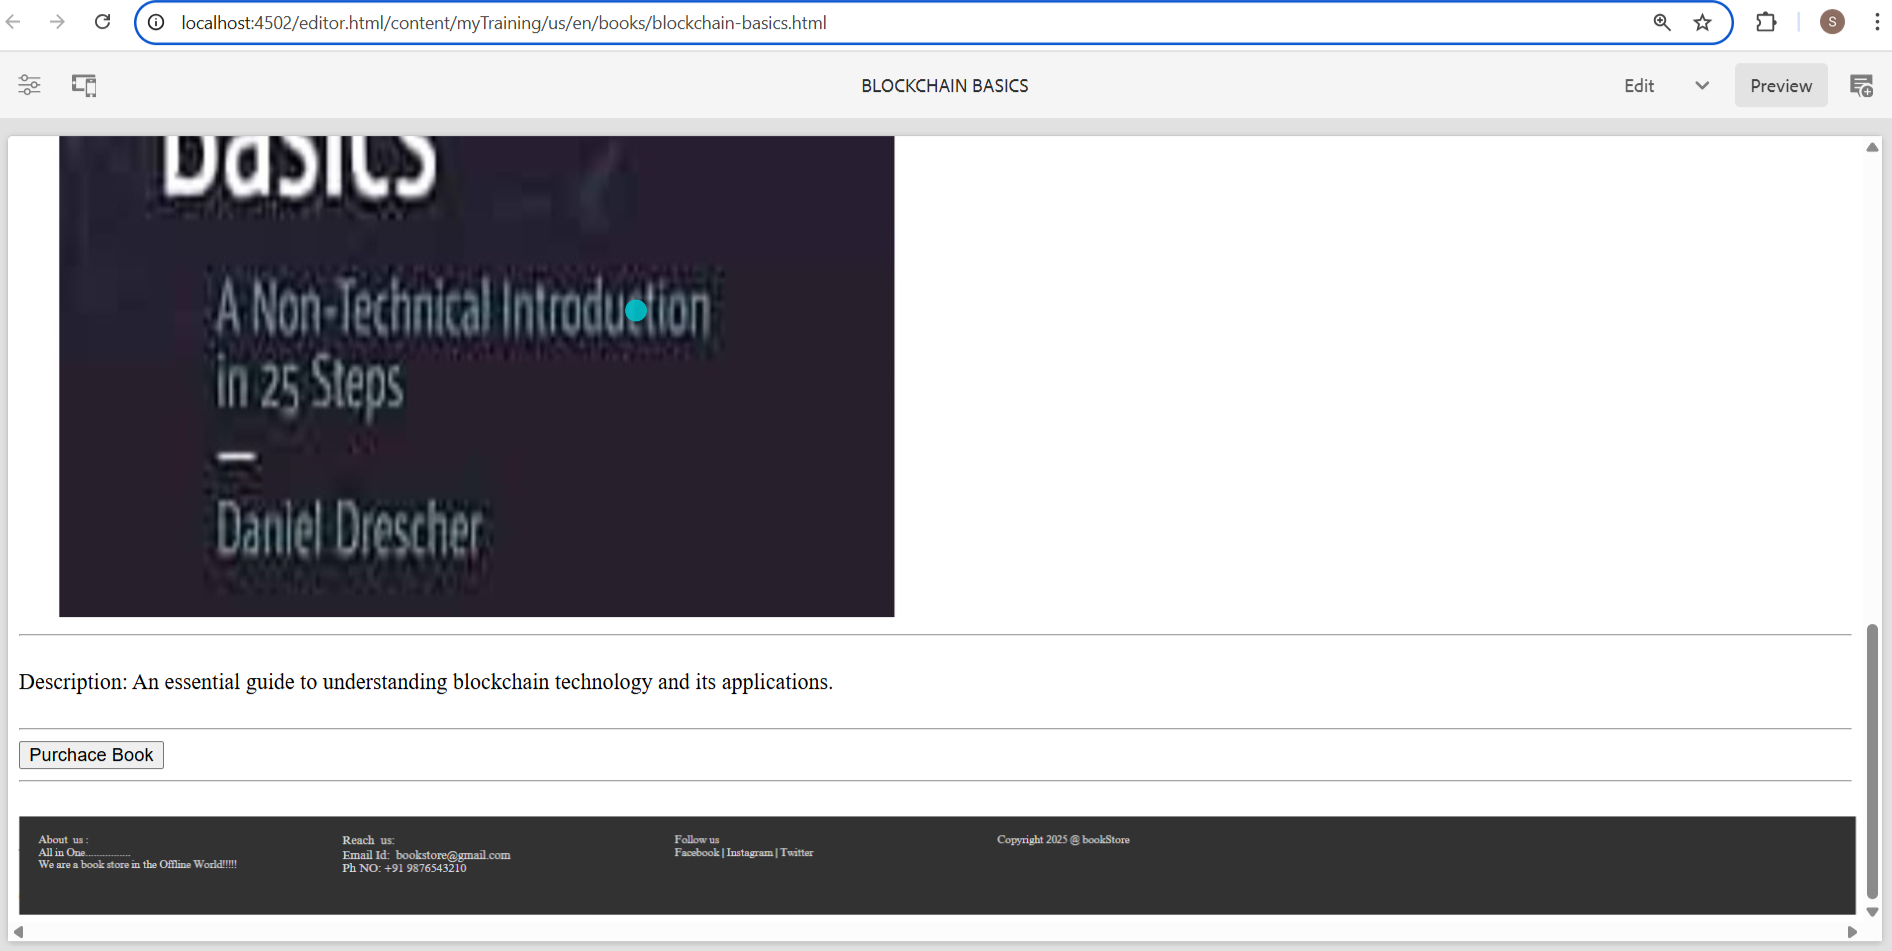 localhost:4502/editor.html/content/myTraining/us/en/books/blockchain-basics.html
S
BLOCKCHAIN BASICS
Edit
Preview
Basics
A Non-Technical Introduction
in 25 Steps
Daniel Drescher
Description: An essential guide to understanding blockchain technology and its applications.
Purchace Book
About us :
All in One................
We are a book store in the Offline World!!!!!
Reach us:
Email Id: bookstore@gmail.com
Ph NO: +91 9876543210
Follow us
Facebook | Instagram | Twitter
Copyright 2025 @ bookStore